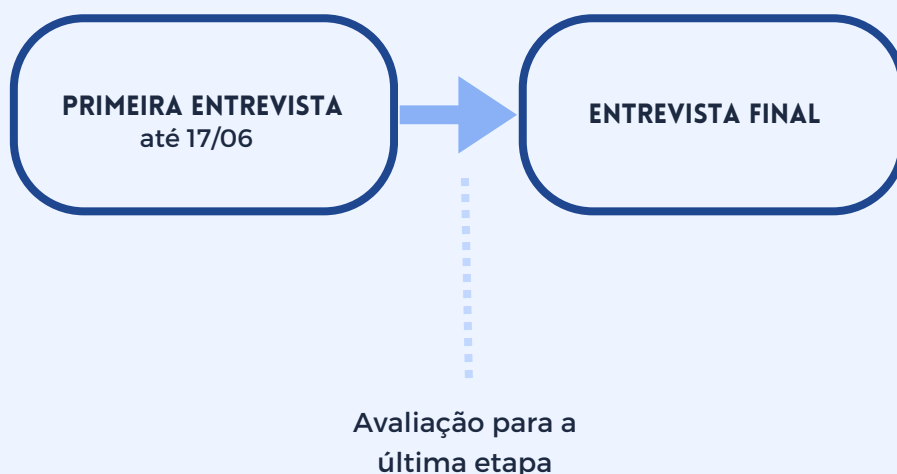 PRIMEIRA ENTREVISTA
até 17/06
ENTREVISTA FINAL
Avaliação para a
última etapa